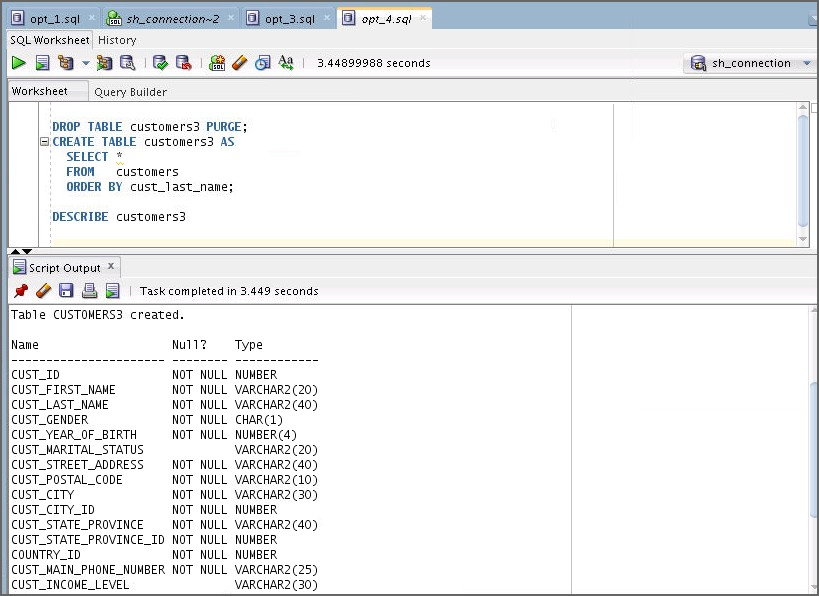 opt_1.sql sh_connection~2 opt_3.sql opt_4.sql
SQL Worksheet History
3.44899988 seconds
sh_connection
Worksheet Query Builder
DROP TABLE customers3 PURGE;
CREATE TABLE customers3 AS
SELECT *
FROM customers
ORDER BY cust_last_name;
DESCRIBE customers3
Script Output
Task completed in 3.449 seconds
Table CUSTOMERS3 created.
Name Null? Type
---------------------- -------- ------------
CUST_ID NOT NULL NUMBER
CUST_FIRST_NAME NOT NULL VARCHAR2(20)
CUST_LAST_NAME NOT NULL VARCHAR2(40)
CUST_GENDER NOT NULL CHAR(1)
CUST_YEAR_OF_BIRTH NOT NULL NUMBER(4)
CUST_MARITAL_STATUS VARCHAR2(20)
CUST_STREET_ADDRESS NOT NULL VARCHAR2(40)
CUST_POSTAL_CODE NOT NULL VARCHAR2(10)
CUST_CITY NOT NULL VARCHAR2(30)
CUST_CITY_ID NOT NULL NUMBER
CUST_STATE_PROVINCE NOT NULL VARCHAR2(40)
CUST_STATE_PROVINCE_ID NOT NULL NUMBER
COUNTRY_ID NOT NULL NUMBER
CUST_MAIN_PHONE_NUMBER NOT NULL VARCHAR2(25)
CUST_INCOME_LEVEL VARCHAR2(30)